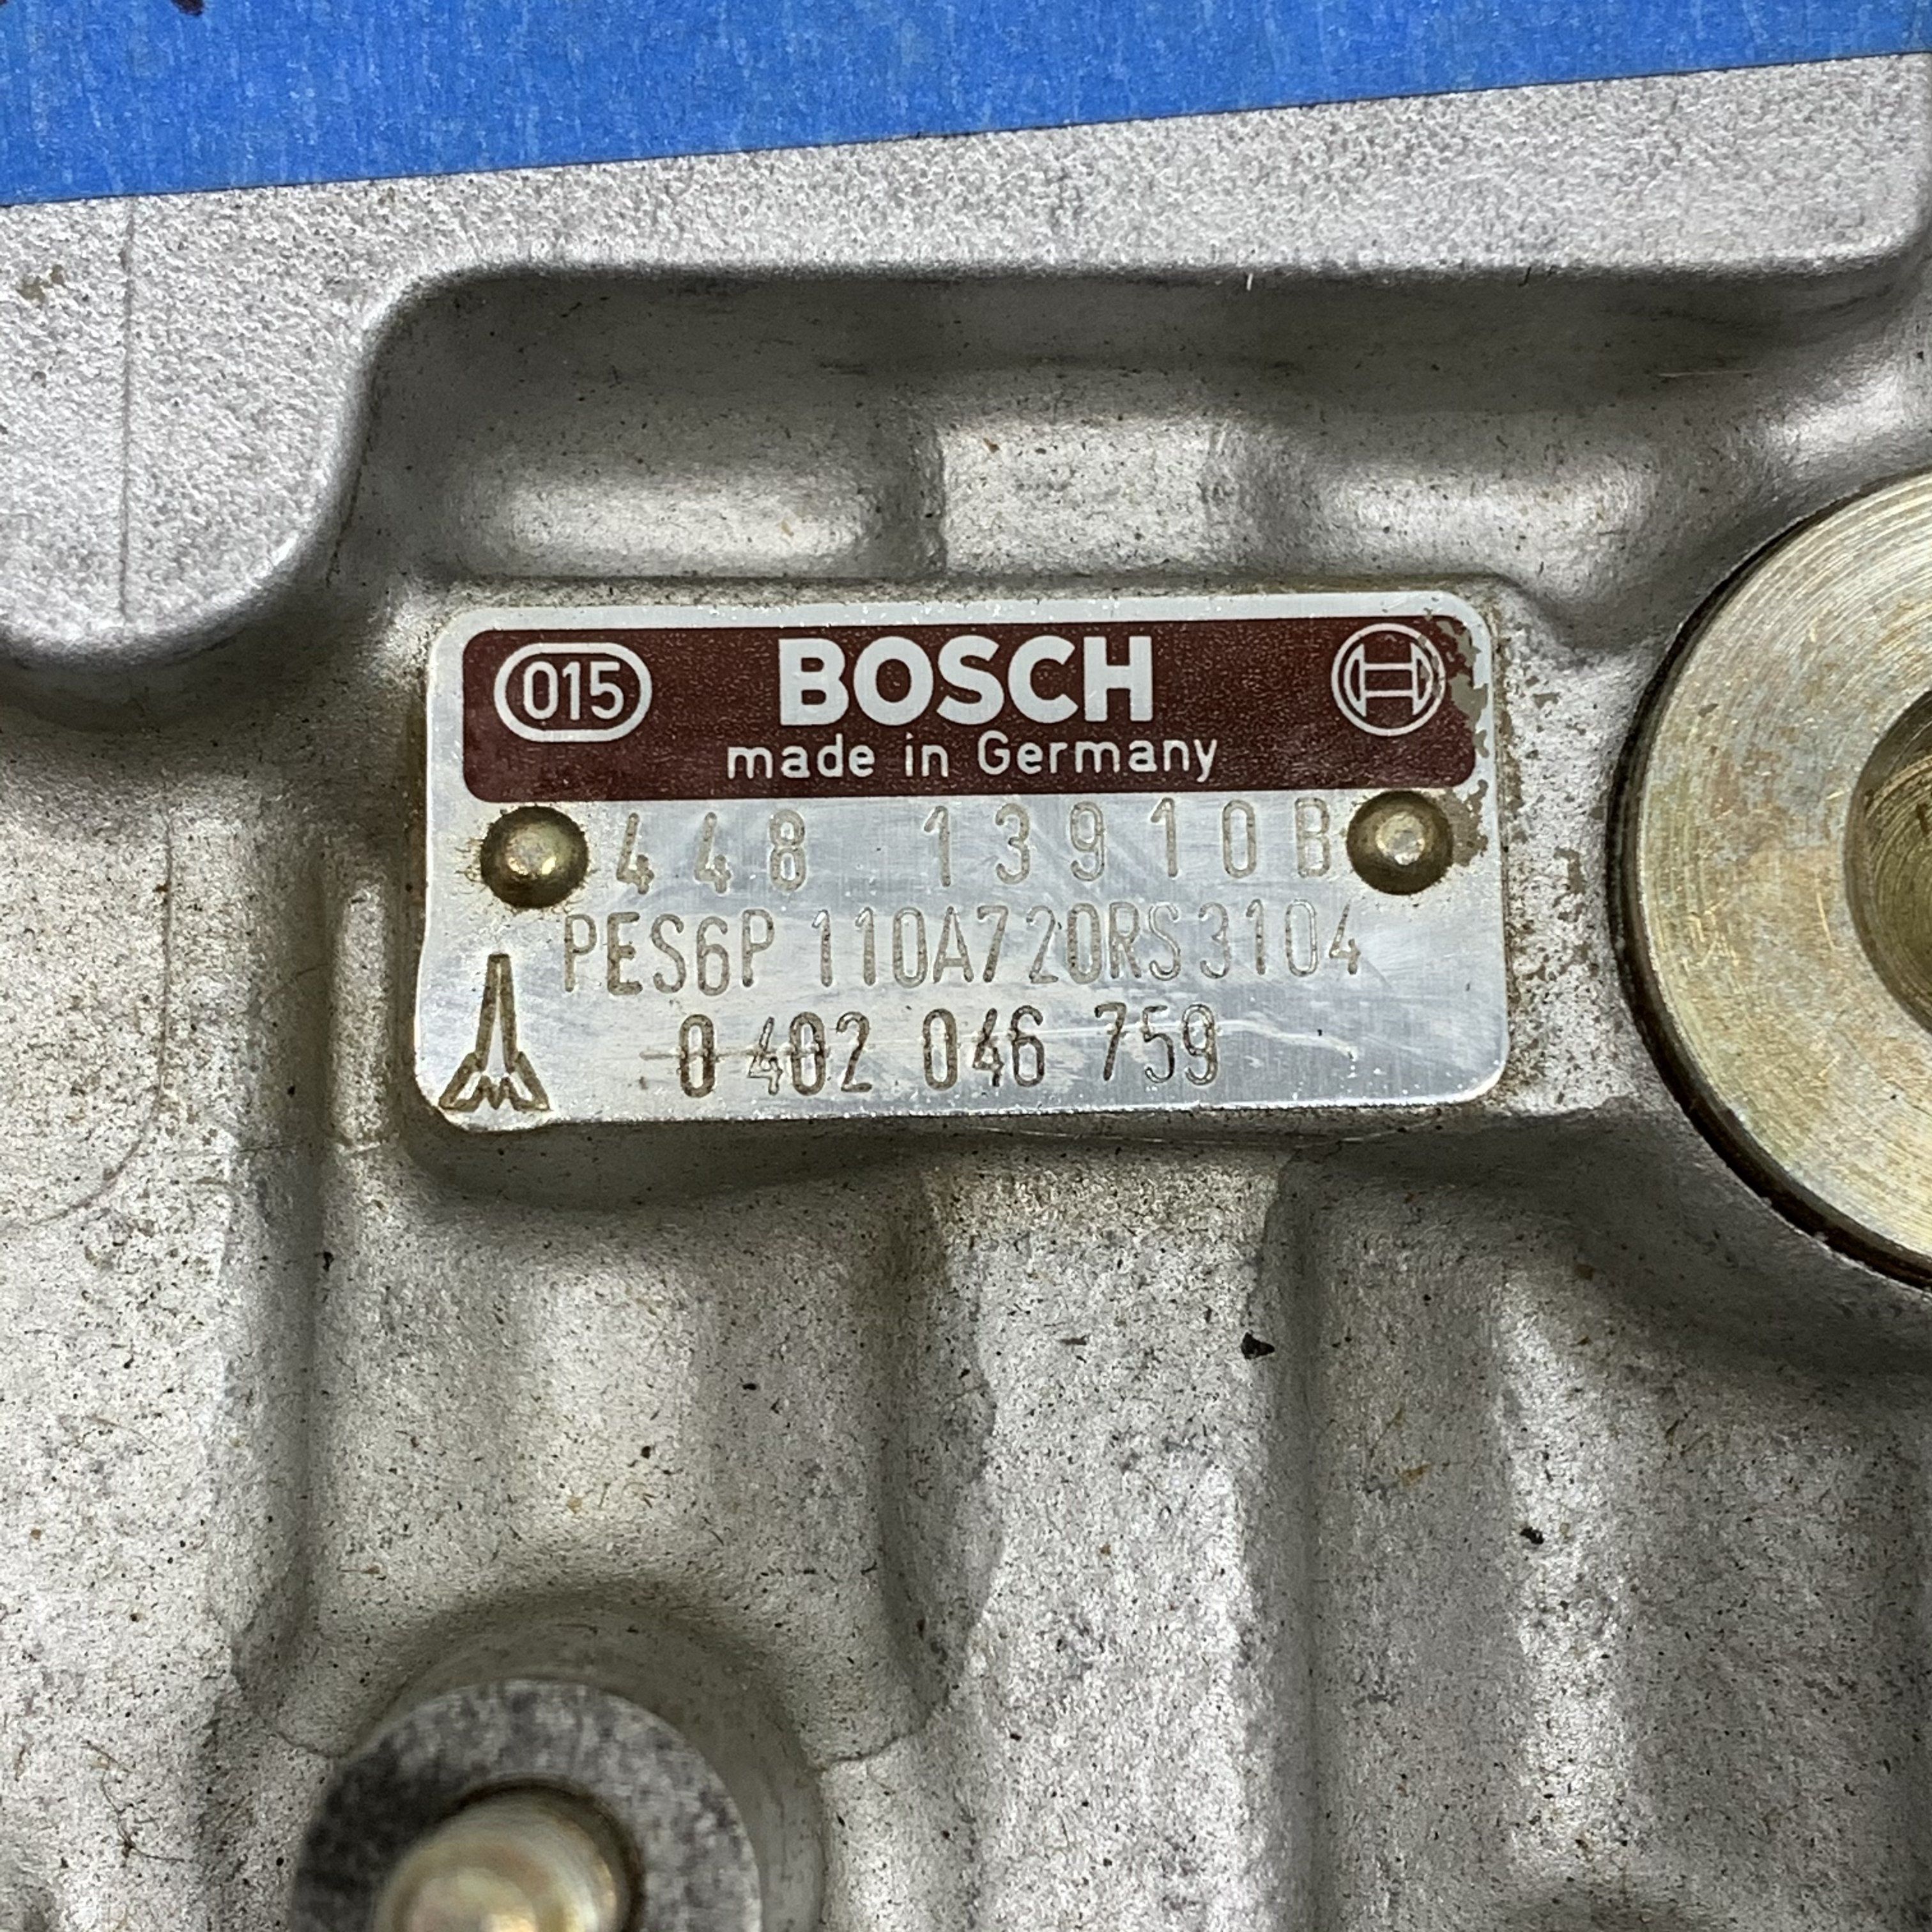 015 BOSCH
made in Germany
448 13910B
PES6P 110A720RS3104
0 402 046 759